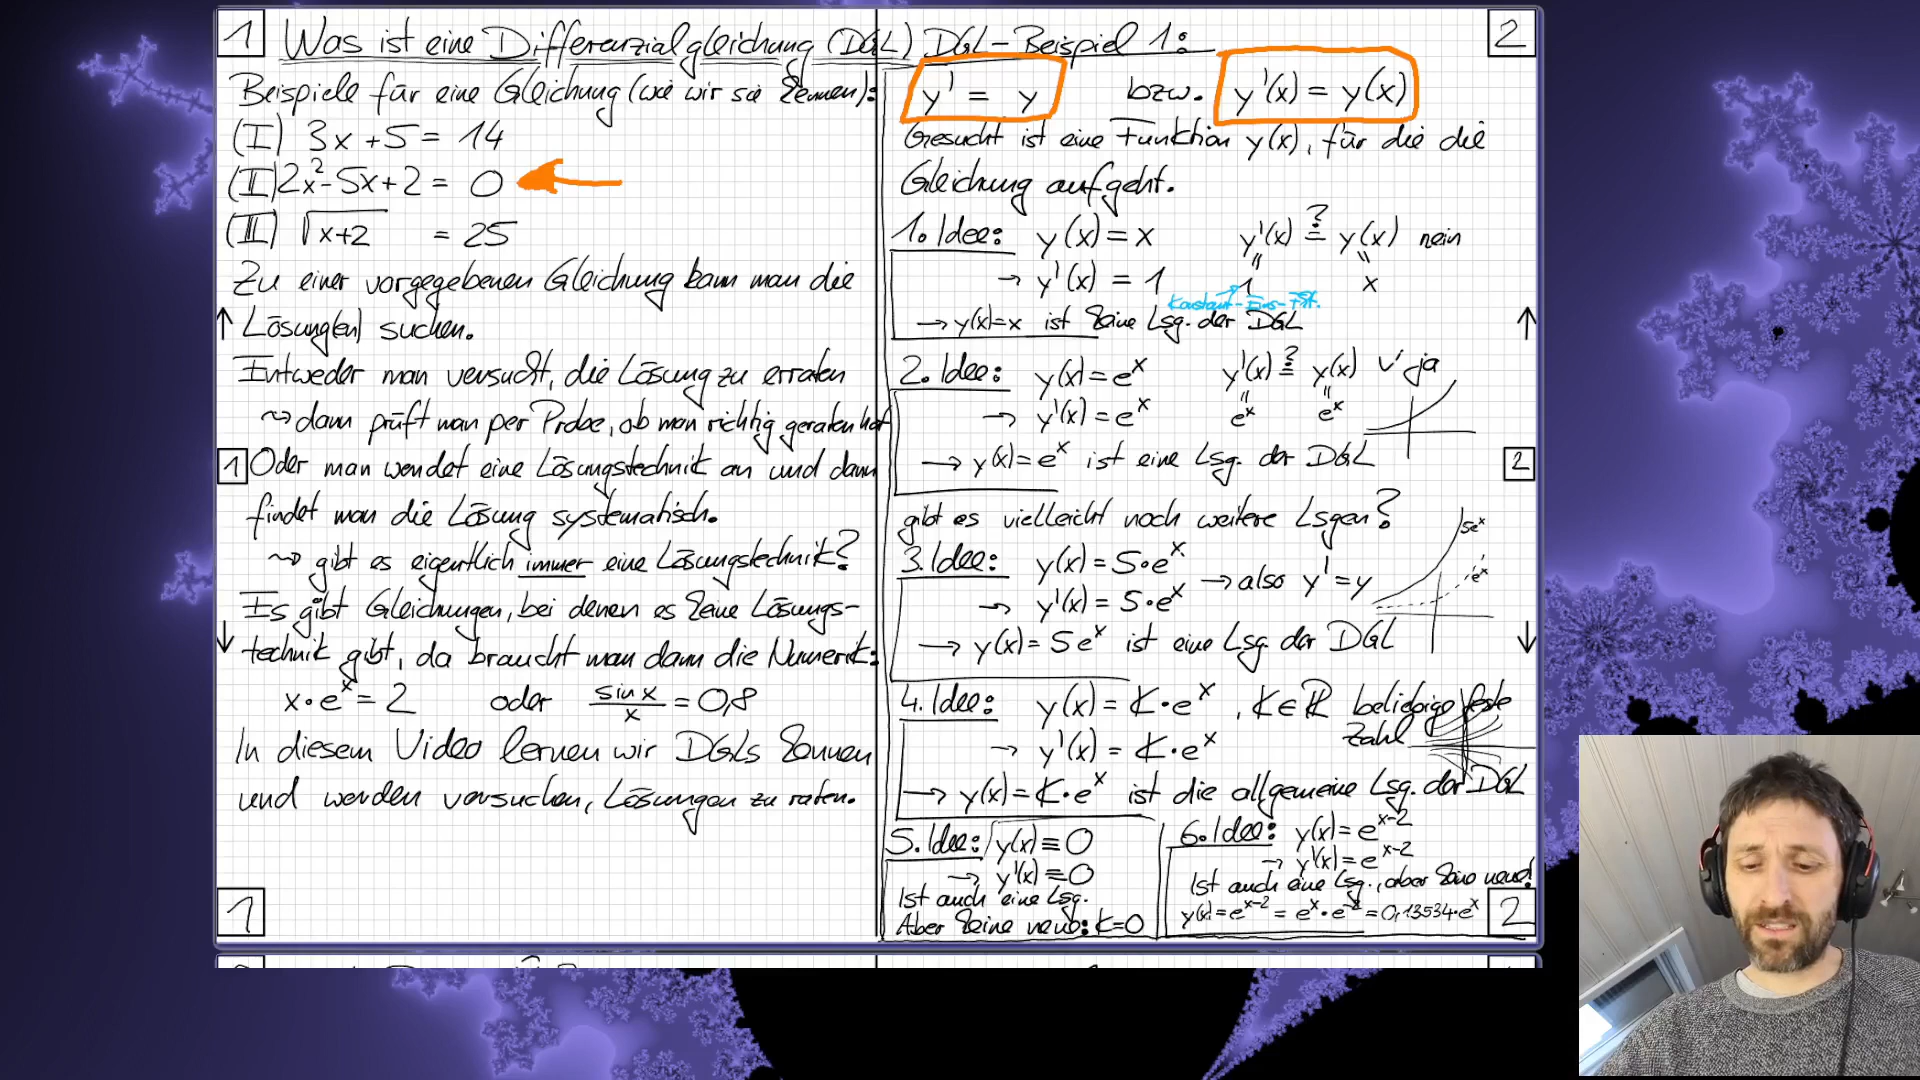 1 Was ist eine Differenzialgleichung (DGL)
Beispiele für eine Gleichung (wie wir sie kennen):
(I) 3x + 5 = 14
(II) 2x² - 5x + 2 = 0
(III) √(x+2) = 25
Zu einer vorgegebenen Gleichung kann man die
↑ Lösung(en) suchen.
Entweder man versucht, die Lösung zu erraten
⤳ dann prüft man per Probe, ob man richtig geraten hat
1 Oder man wendet eine Lösungstechnik an und dann
findet man die Lösung systematisch.
⤳ gibt es eigentlich immer eine Lösungstechnik?
Es gibt Gleichungen, bei denen es keine Lösungs-
↓ technik gibt, da braucht man dann die Numerik:
x·eˣ = 2 oder sin x / x = 0,8
In diesem Video lernen wir DGLs kennen
und werden versuchen, Lösungen zu raten.
1
DGL-Beispiel 1: 2
y' = y bzw. y'(x) = y(x)
Gesucht ist eine Funktion y(x), für die die
Gleichung aufgeht.
1. Idee: y(x) = x y'(x) ≟ y(x) nein
→ y'(x) = 1 1 x
Konstant-Eins-Fkt.
→ y(x)=x ist keine Lsg. der DGL ↑
2. Idee: y(x) = eˣ y'(x) ≟ y(x) ✓ ja
→ y'(x) = eˣ eˣ eˣ
→ y(x) = eˣ ist eine Lsg. der DGL 2
gibt es vielleicht noch weitere Lsgen? 5eˣ
3. Idee: y(x) = 5·eˣ → also y' = y eˣ
→ y'(x) = 5·eˣ
→ y(x) = 5eˣ ist eine Lsg. der DGL ↓
4. Idee: y(x) = K·eˣ, K∈ℝ beliebige feste
Zahl
→ y'(x) = K·eˣ
→ y(x) = K·eˣ ist die allgemeine Lsg. der DGL
5. Idee: y(x) ≡ 0
→ y'(x) ≡ 0
Ist auch eine Lsg.
Aber keine neue: K=0
6. Idee: y(x) = eˣ⁻²
→ y'(x) = eˣ⁻²
Ist auch eine Lsg., aber keine neue!
y(x) = eˣ⁻² = eˣ·e⁻² = 0,13534·eˣ
2